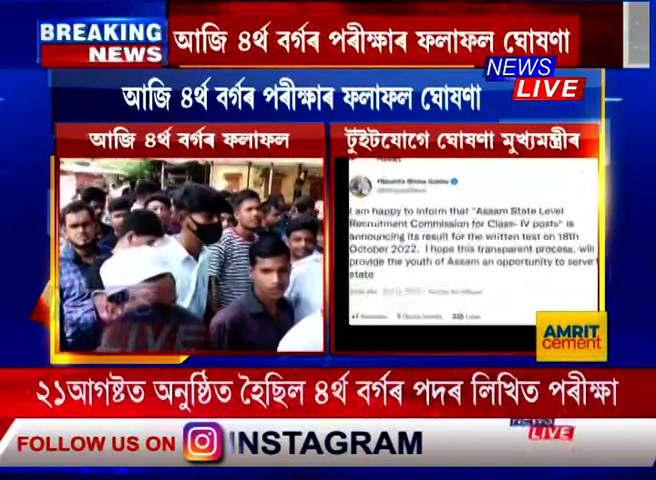 BREAKING
NEWS
আজি ৪ৰ্থ বৰ্গৰ পৰীক্ষাৰ ফলাফল ঘোষণা
NEWS
LIVE
আজি ৪ৰ্থ বৰ্গৰ পৰীক্ষাৰ ফলাফল ঘোষণা
আজি ৪ৰ্থ বৰ্গৰ ফলাফল
টুইটযোগে ঘোষণা মুখ্যমন্ত্ৰীৰ
I am happy to inform that "Assam State Level
Recruitment Commission for Class- IV posts" is
announcing its result for the written test on 18th
October 2022. I hope this transparent process, will
provide the youth of Assam an opportunity to serve
state
LIVE
AMRIT
cement
২১আগষ্টত অনুষ্ঠিত হৈছিল ৪ৰ্থ বৰ্গৰ পদৰ লিখিত পৰীক্ষা
FOLLOW US ON INSTAGRAM
LIVE